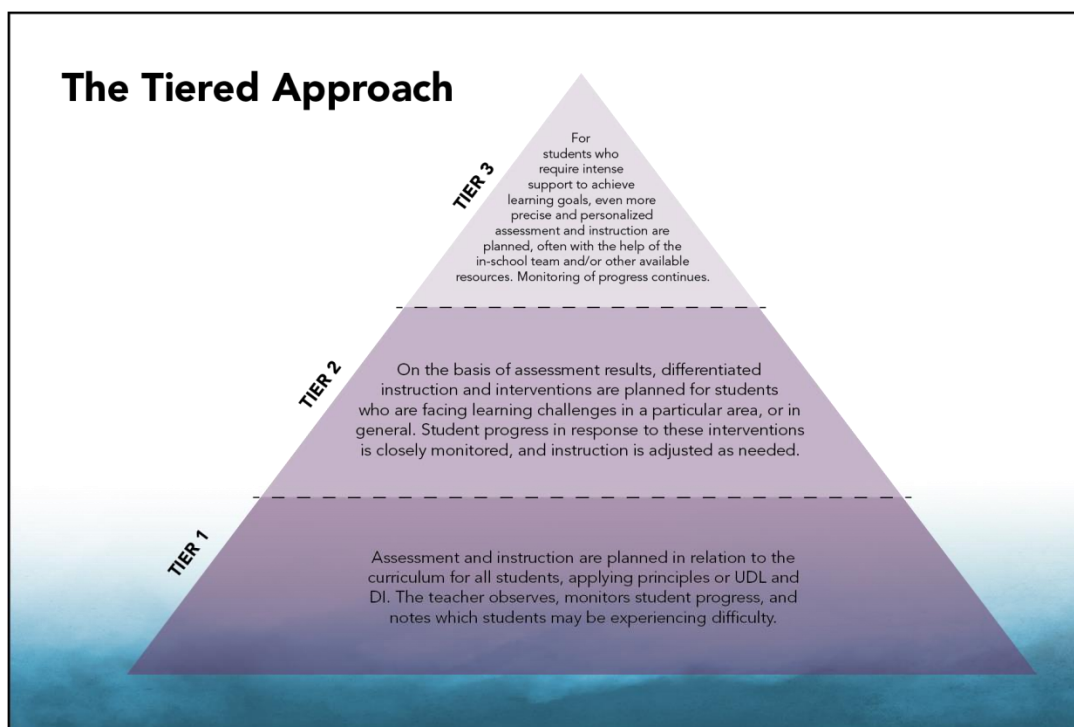 The Tiered Approach
TIER 3
For
students who
require intense
support to achieve
learning goals, even more
precise and personalized
assessment and instruction are
planned, often with the help of the
in-school team and/or other available
resources. Monitoring of progress continues.
TIER 2
On the basis of assessment results, differentiated
instruction and interventions are planned for students
who are facing learning challenges in a particular area, or in
general. Student progress in response to these interventions
is closely monitored, and instruction is adjusted as needed.
TIER 1
Assessment and instruction are planned in relation to the
curriculum for all students, applying principles or UDL and
DI. The teacher observes, monitors student progress, and
notes which students may be experiencing difficulty.